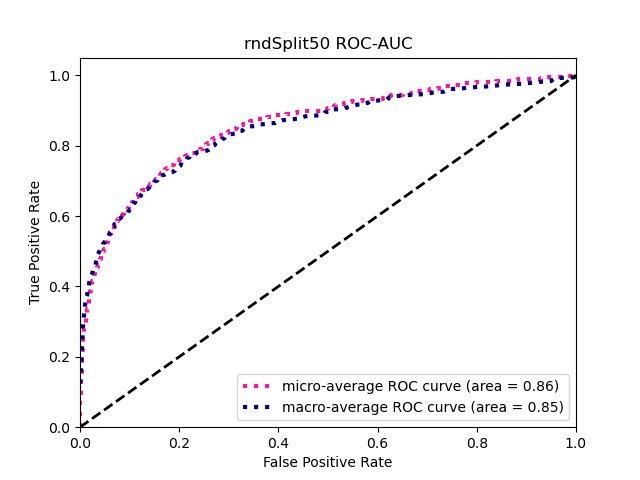 rndSplit50 ROC-AUC
True Positive Rate
1.0
0.8
0.6
0.4
0.2
0.0
micro-average ROC curve (area = 0.86)
macro-average ROC curve (area = 0.85)
0.0 0.2 0.4 0.6 0.8 1.0
False Positive Rate